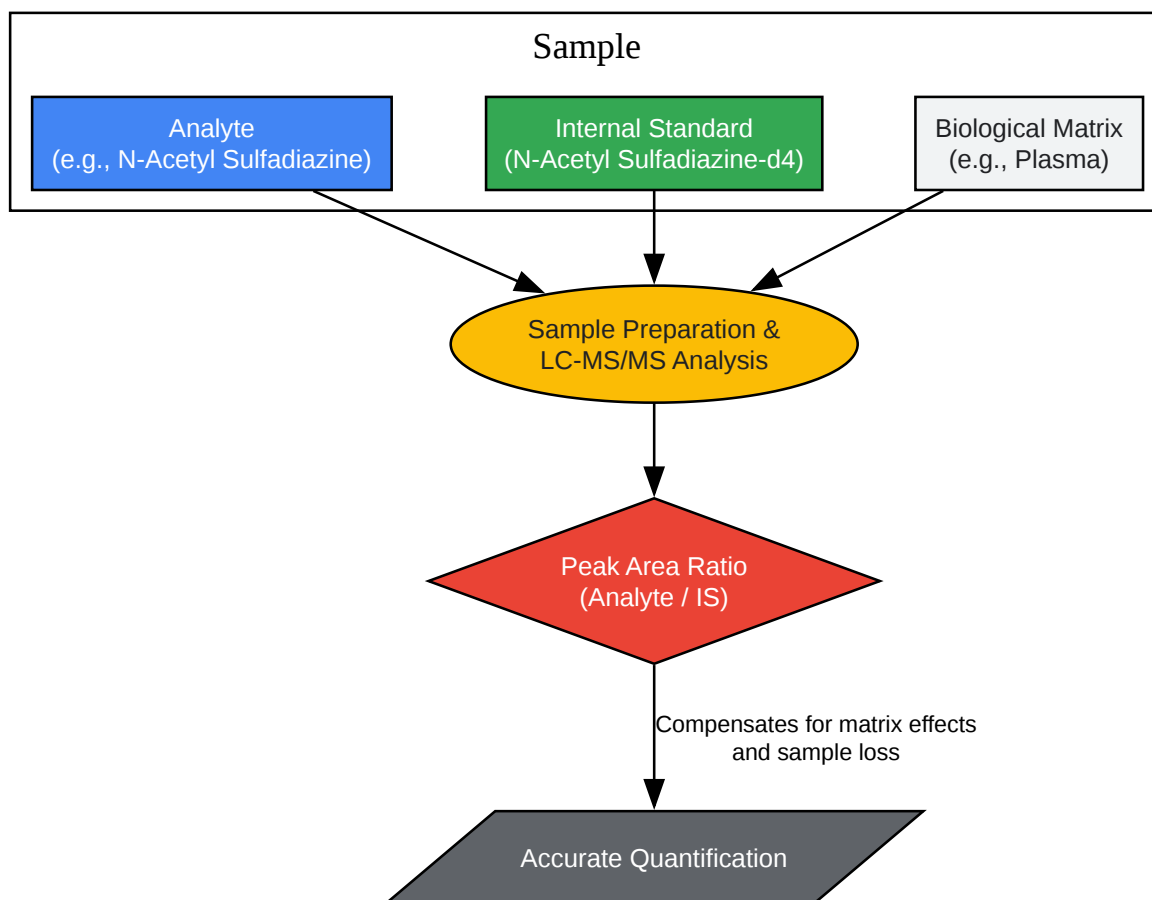 Sample
Analyte
(e.g., N-Acetyl Sulfadiazine)
Internal Standard
(N-Acetyl Sulfadiazine-d4)
Biological Matrix
(e.g., Plasma)
Sample Preparation &
LC-MS/MS Analysis
Peak Area Ratio
(Analyte / IS)
Compensates for matrix effects
and sample loss
Accurate Quantification